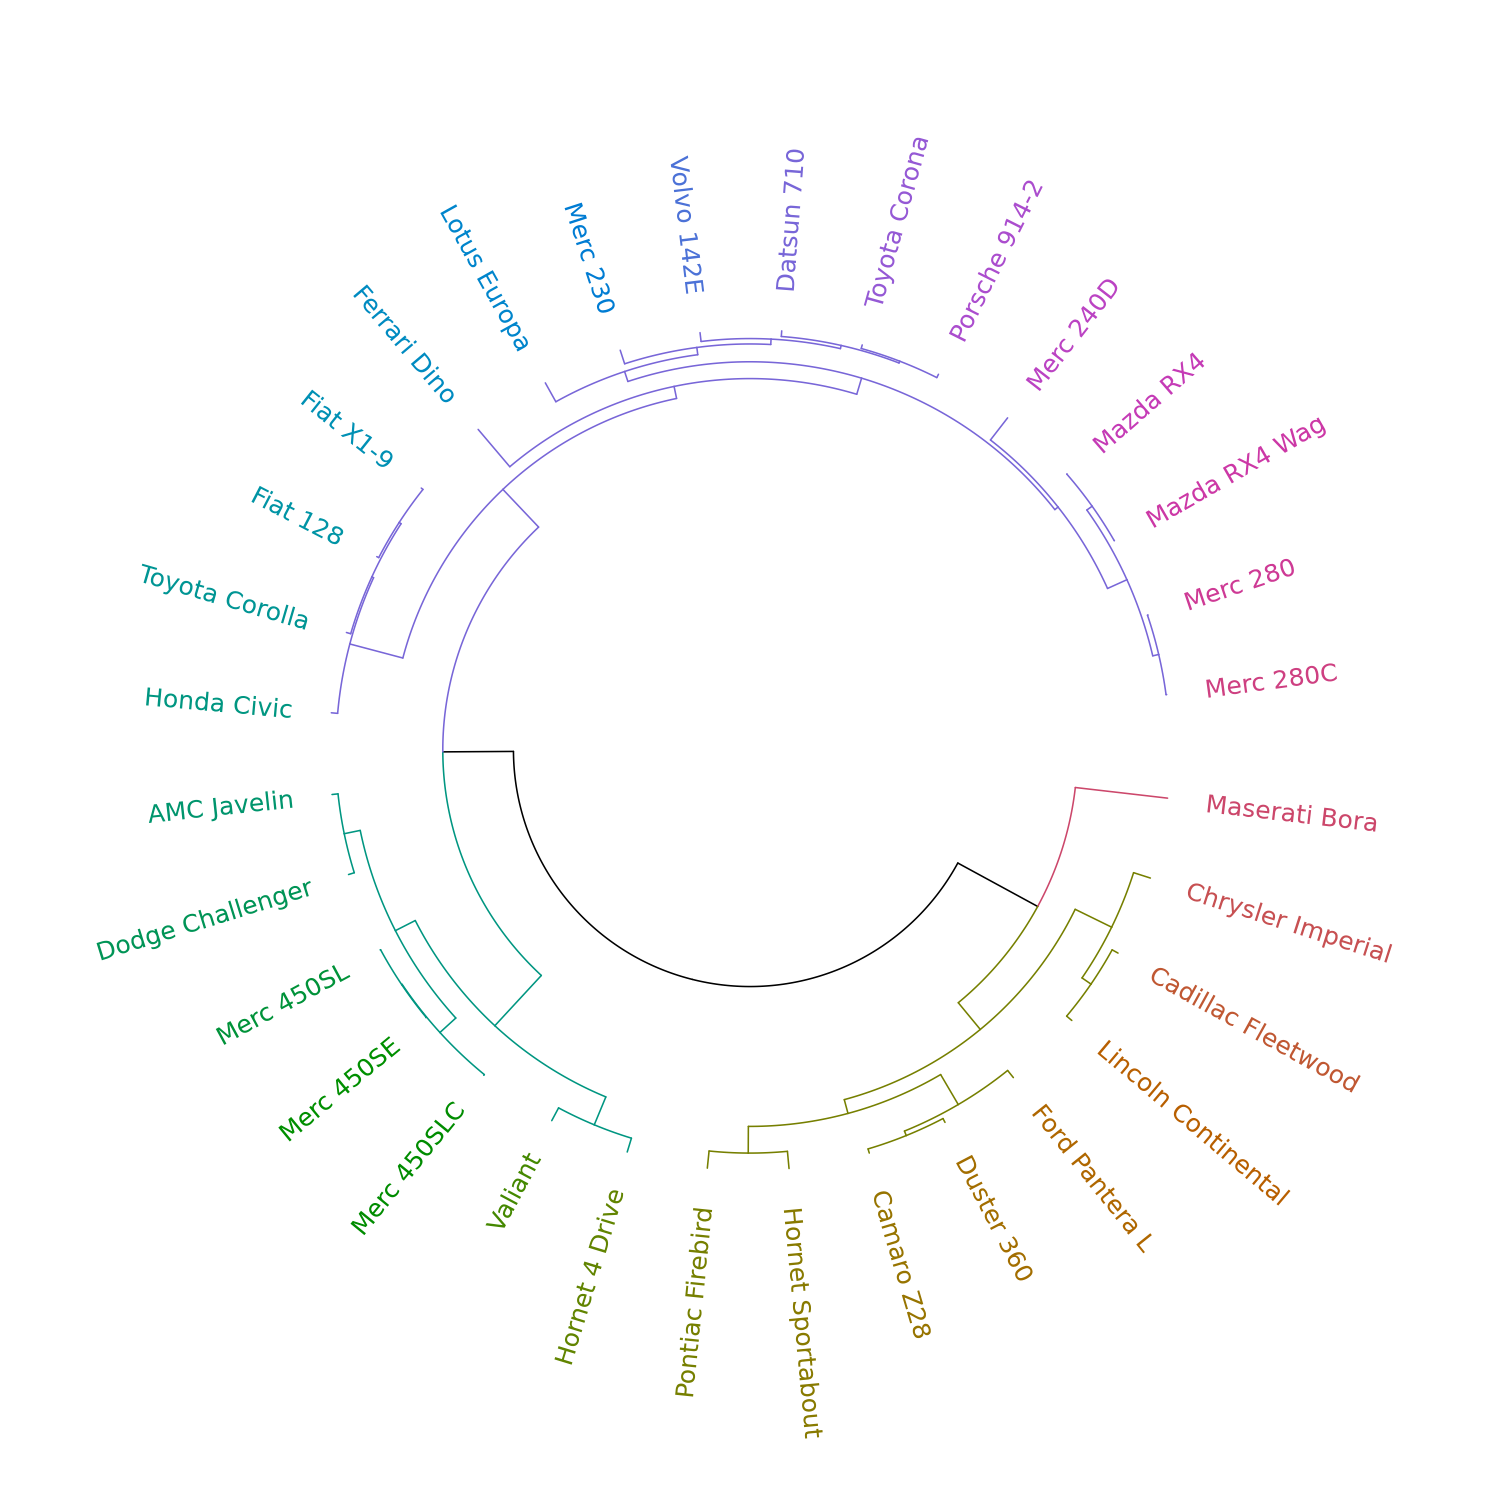 Maserati Bora
Chrysler Imperial
Cadillac Fleetwood
Lincoln Continental
Ford Pantera L
Duster 360
Camaro Z28
Hornet Sportabout
Pontiac Firebird
Hornet 4 Drive
Valiant
Merc 450SLC
Merc 450SE
Merc 450SL
Dodge Challenger
AMC Javelin
Honda Civic
Toyota Corolla
Fiat 128
Fiat X1-9
Ferrari Dino
Lotus Europa
Merc 230
Volvo 142E
Datsun 710
Toyota Corona
Porsche 914-2
Merc 240D
Mazda RX4
Mazda RX4 Wag
Merc 280
Merc 280C